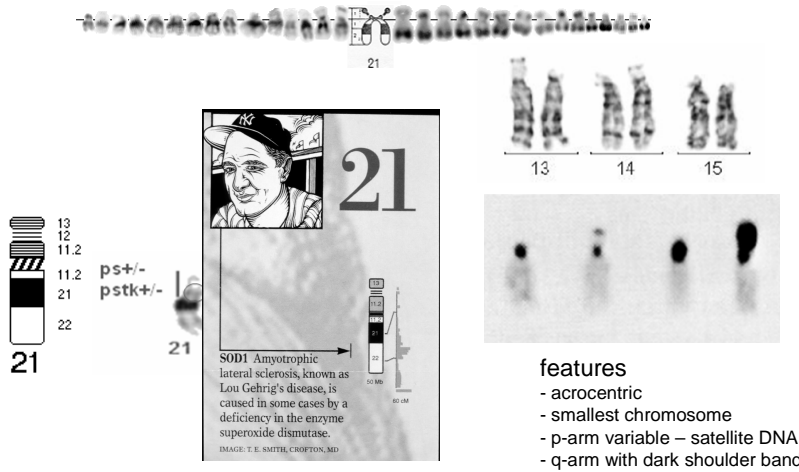 21
13 14 15
21
13
12
11.2
11.2
21
22
21
ps+/-
pstk+/-
21
13
11.2
11.2
21
22
50 Mb
60 cM
SOD1 Amyotrophic
lateral sclerosis, known as
Lou Gehrig's disease, is
caused in some cases by a
deficiency in the enzyme
superoxide dismutase.
IMAGE: T. E. SMITH, CROFTON, MD
features
- acrocentric
- smallest chromosome
- p-arm variable – satellite DNA
- q-arm with dark shoulder band